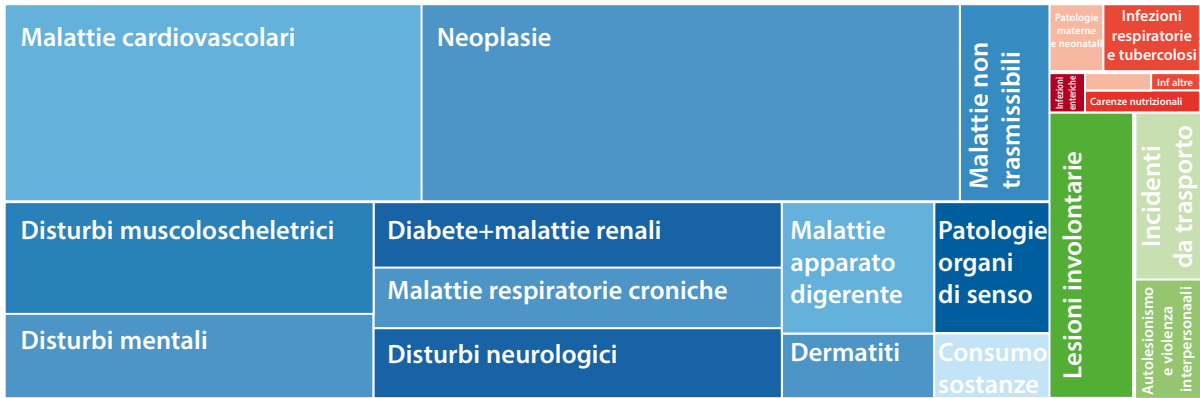 Malattie cardiovascolari
Neoplasie
Malattie non
trasmissibili
Patologie
materne
e neonatali
Infezioni
respiratorie
e tubercolosi
Infezioni
enteriche
Inf altre
Carenze nutrizionali
Disturbi muscoloscheletrici
Disturbi mentali
Diabete+malattie renali
Malattie respiratorie croniche
Disturbi neurologici
Malattie
apparato
digerente
Dermatiti
Patologie
organi
di senso
Consumo
sostanze
Lesioni involontarie
Incidenti
da trasporto
Autolesionismo
e violenza
interpersonaali